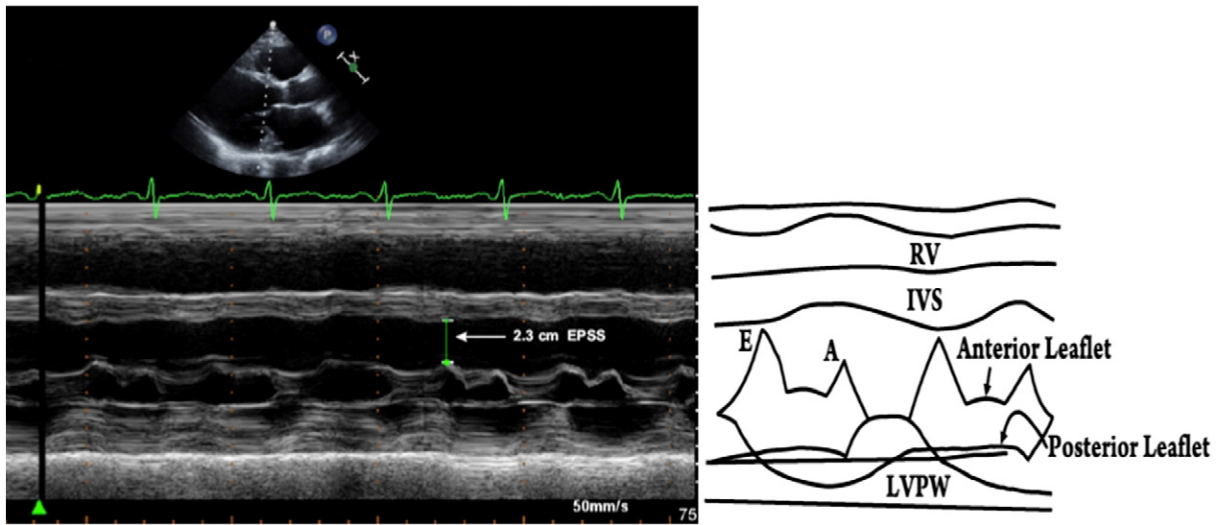 P
X
2.3 cm EPSS
50mm/s
75
RV
IVS
E
A
Anterior Leaflet
Posterior Leaflet
LVPW